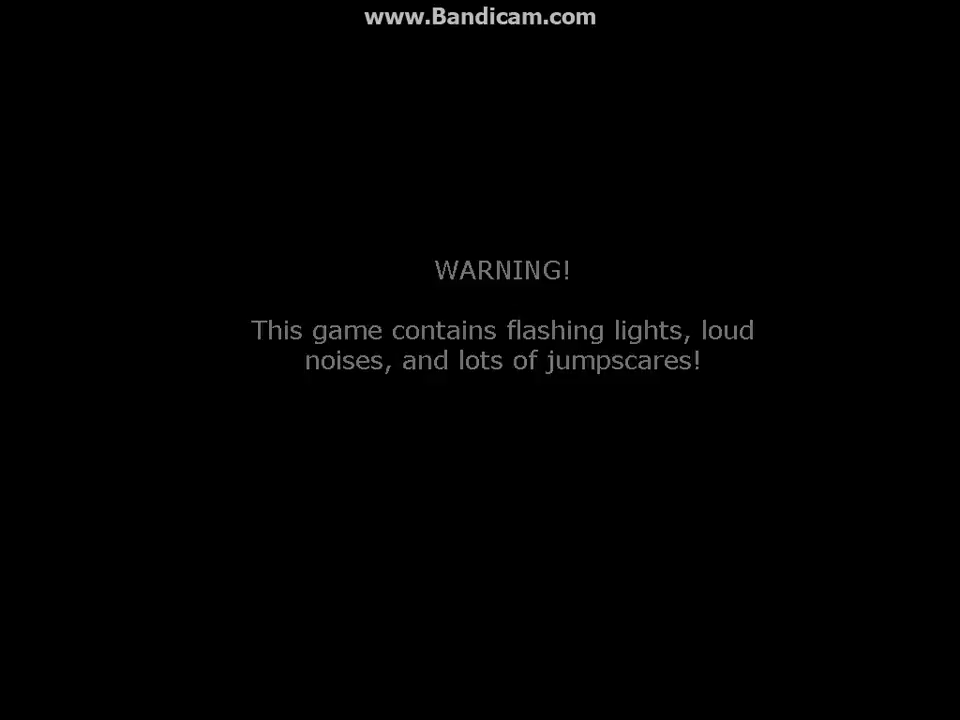 www.Bandicam.com
WARNING!
This game contains flashing lights, loud
noises, and lots of jumpscares!